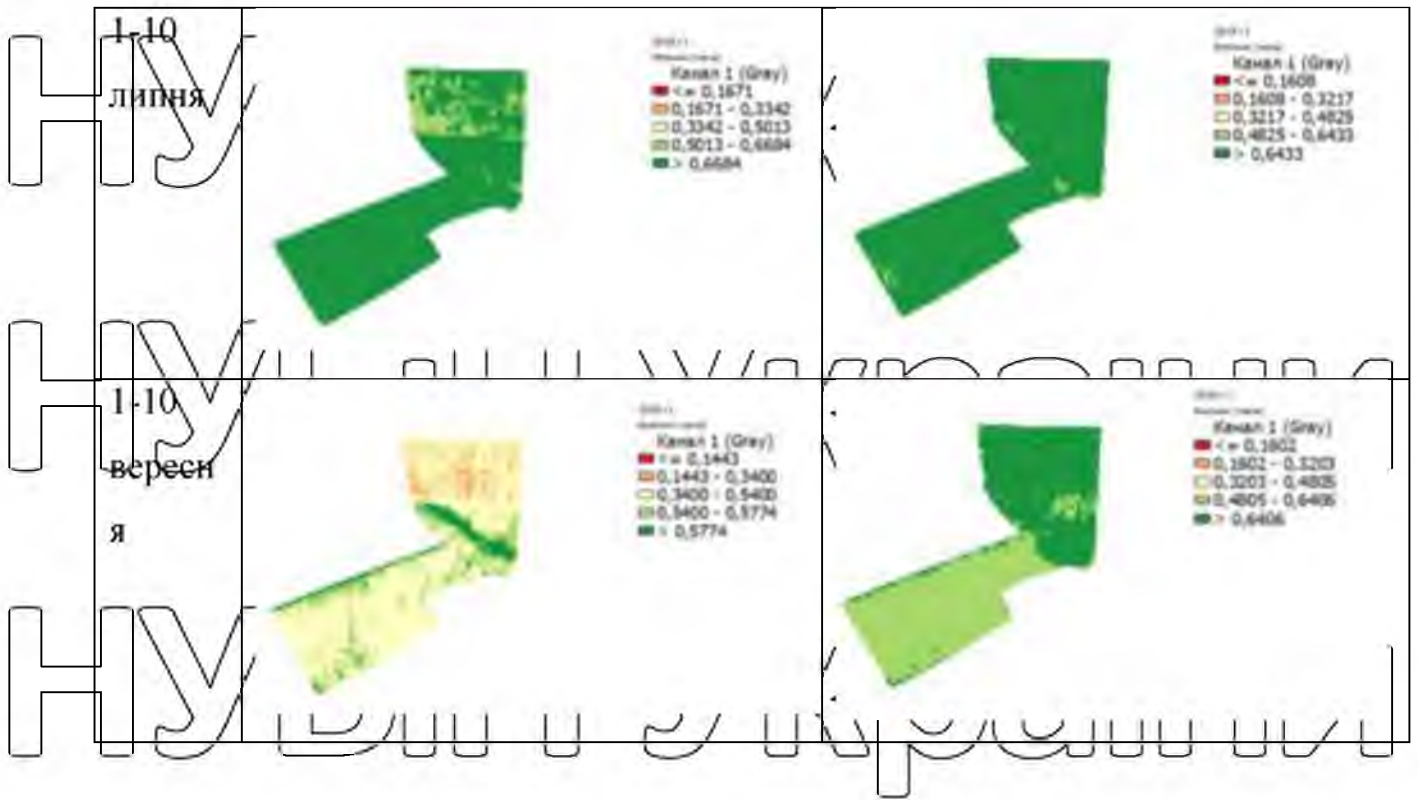 1-10
липня
Канал 1 (Gray)
<= 0,1671
0,1671 - 0,3342
0,3342 - 0,5013
0,5013 - 0,6684
> 0,6684
Канал 1 (Gray)
<= 0,1608
0,1608 - 0,3217
0,3217 - 0,4825
0,4825 - 0,6433
> 0,6433
1-10
вересн
я
Канал 1 (Gray)
<= 0,1443
0,1443 - 0,3400
0,3400 - 0,5400
0,5400 - 0,5774
> 0,5774
Канал 1 (Gray)
<= 0,1602
0,1602 - 0,3203
0,3203 - 0,4805
0,4805 - 0,6406
> 0,6406